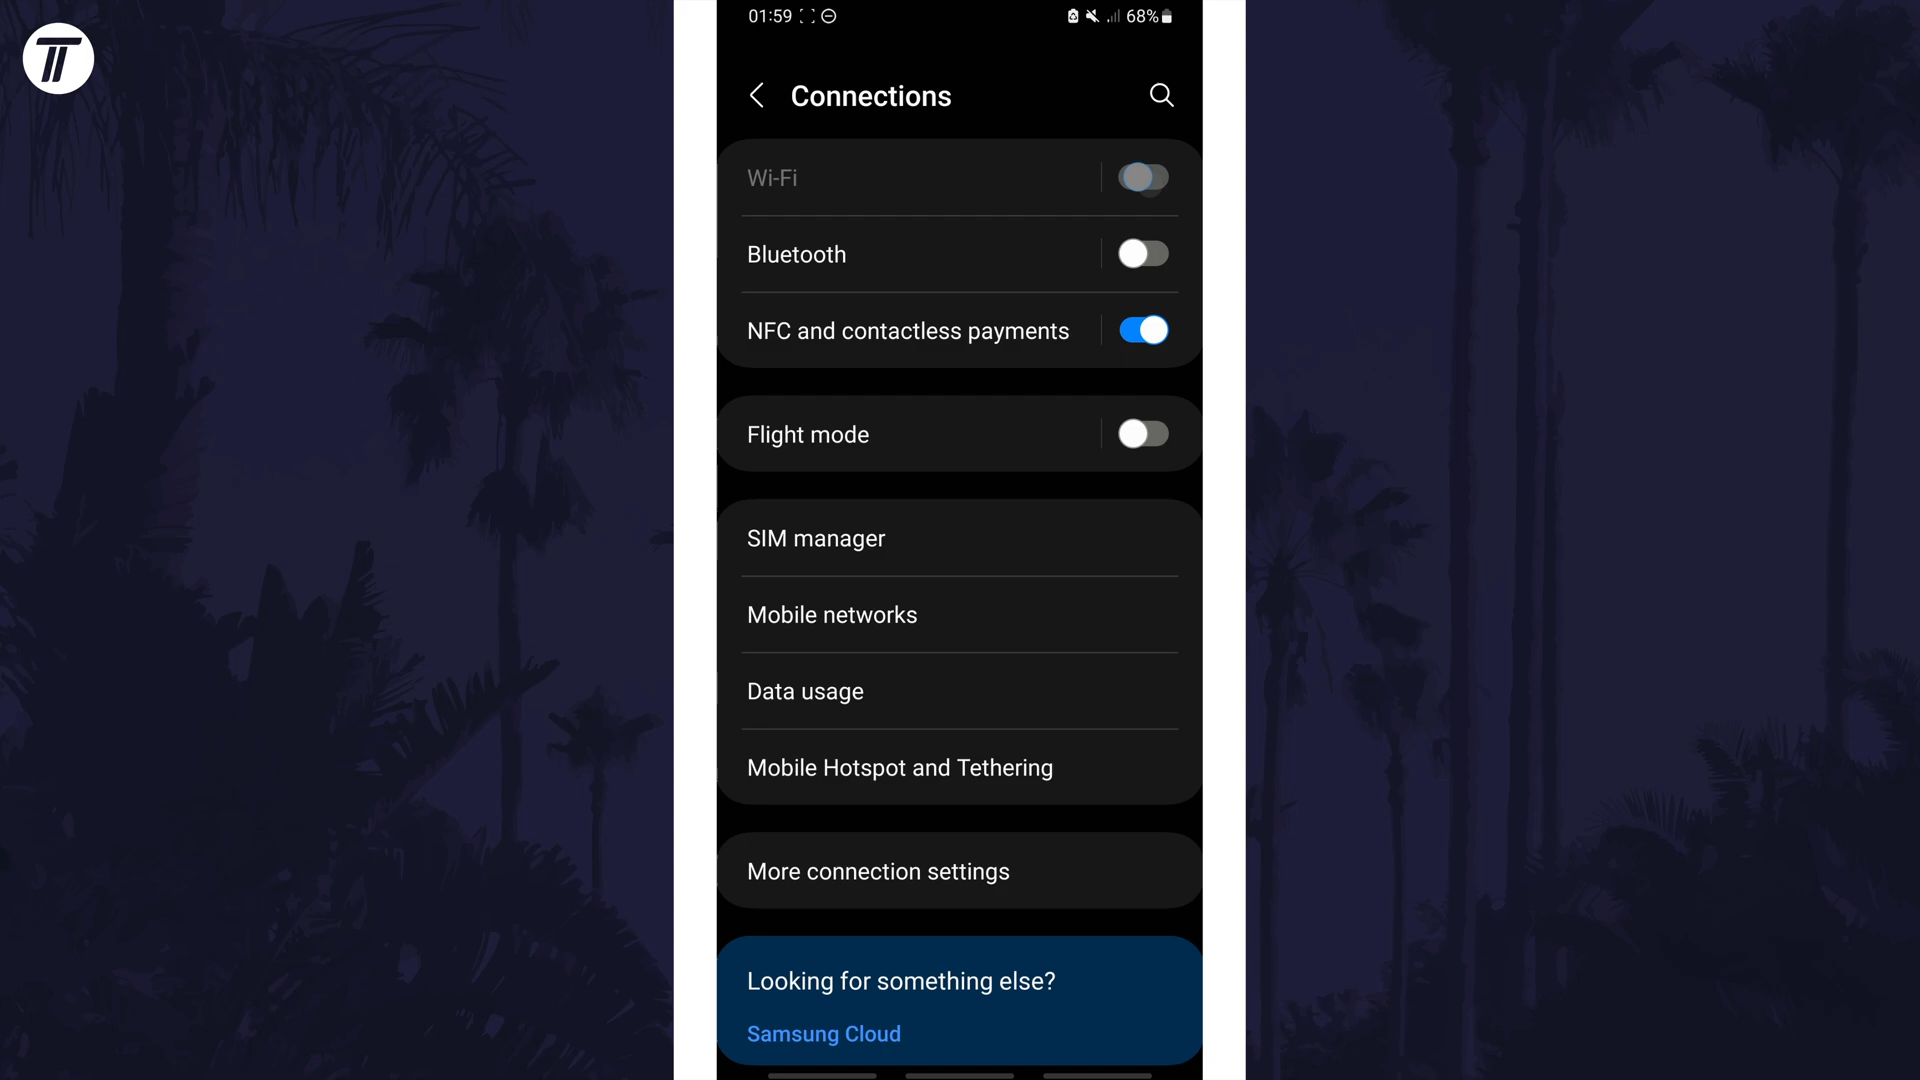 01:59 68%
Connections
Wi-Fi
Bluetooth
NFC and contactless payments
Flight mode
SIM manager
Mobile networks
Data usage
Mobile Hotspot and Tethering
More connection settings
Looking for something else?
Samsung Cloud